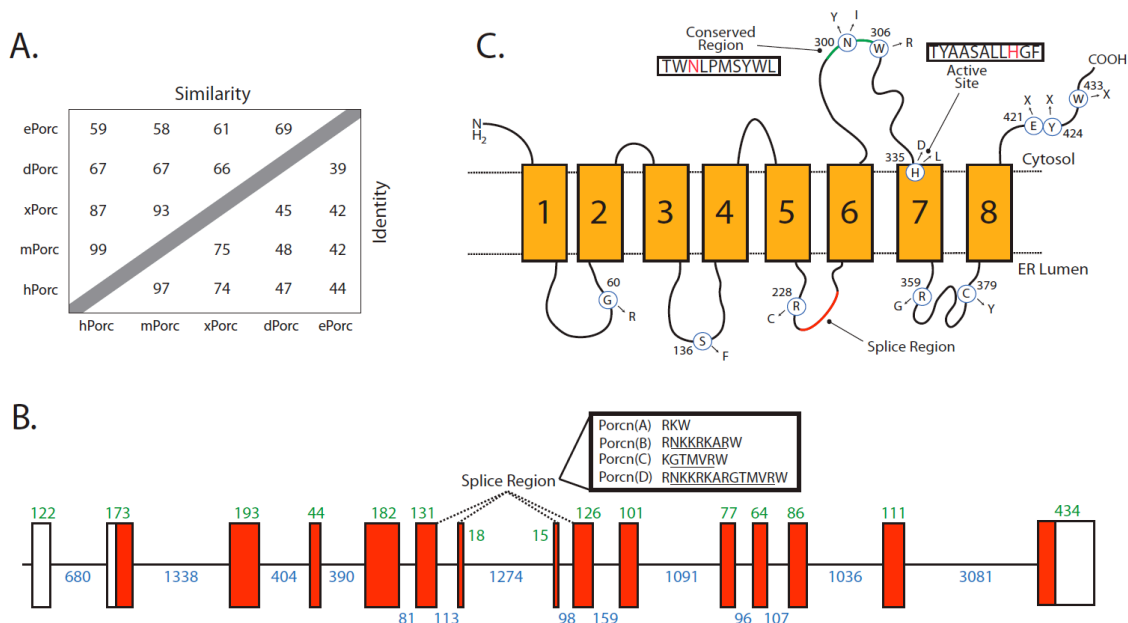 A.
Similarity
ePorc 59 58 61 69
dPorc 67 67 66 39
xPorc 87 93 45 42
mPorc 99 75 48 42
hPorc 97 74 47 44
hPorc mPorc xPorc dPorc ePorc
Identity
C.
Conserved
Region
TWNLPMSYWL
TYAASALLHGF
Active
Site
N
H2
300
Y
I
N
306
W
R
D
L
335
H
COOH
X
X
433
W
X
421
E
Y
424
Cytosol
1 2 3 4 5 6 7 8
ER Lumen
60
G
R
136
S
F
228
R
C
359
R
G
379
C
Y
Splice Region
B.
Splice Region
Porcn(A) RKW
Porcn(B) RNKKRKARW
Porcn(C) KGTMVRW
Porcn(D) RNKKRKARGTMVRW
122 173 193 44 182 131 18 15 126 101 77 64 86 111 434
680 1338 404 390 81 113 1274 98 159 1091 96 107 1036 3081